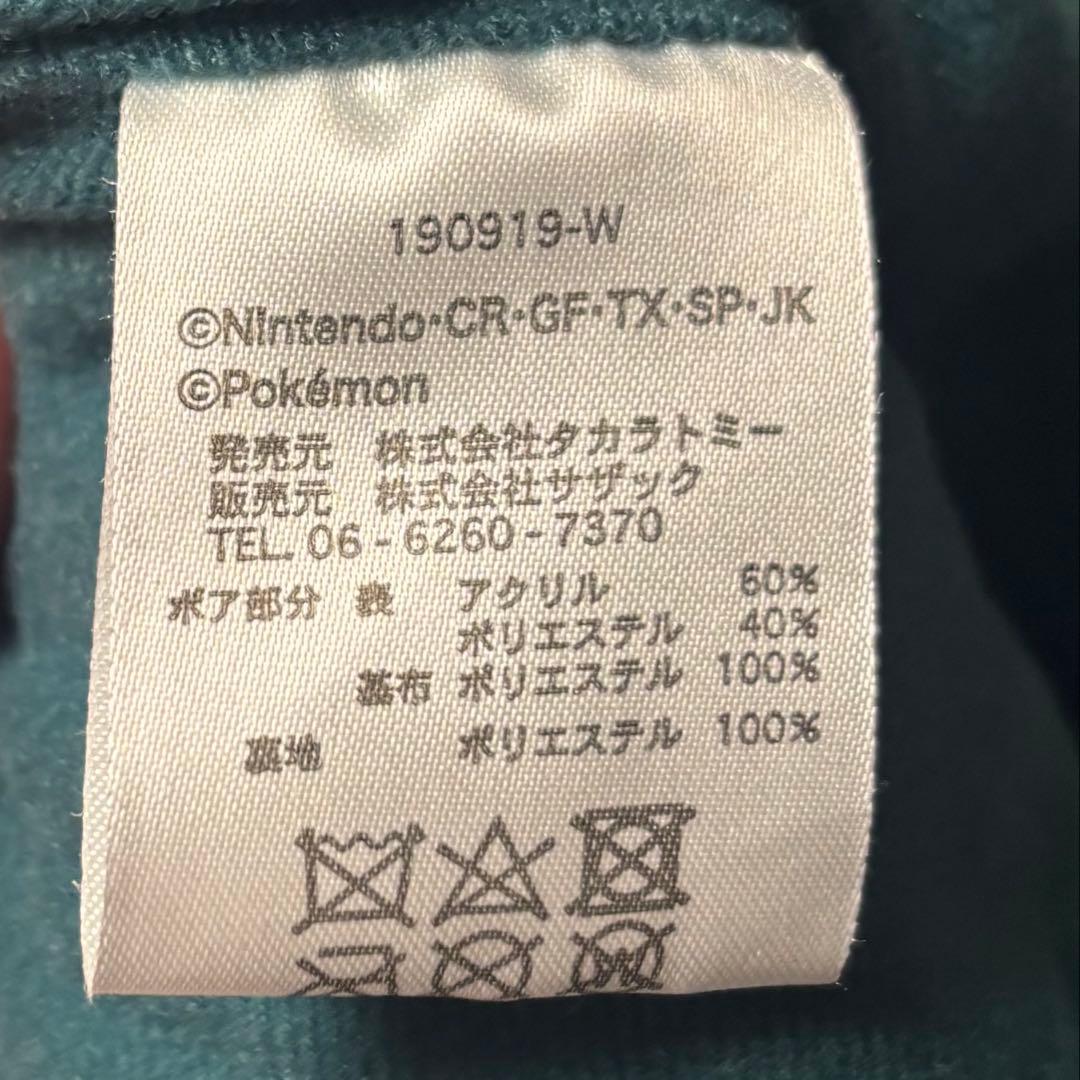 190919-W
©Nintendo・CR・GF・TX・SP・JK
©Pokémon
発売元 株式会社タカラトミー
販売元 株式会社サザック
TEL. 06-6260-7370
ボア部分 表 アクリル 60%
ポリエステル 40%
基布 ポリエステル 100%
裏地 ポリエステル 100%